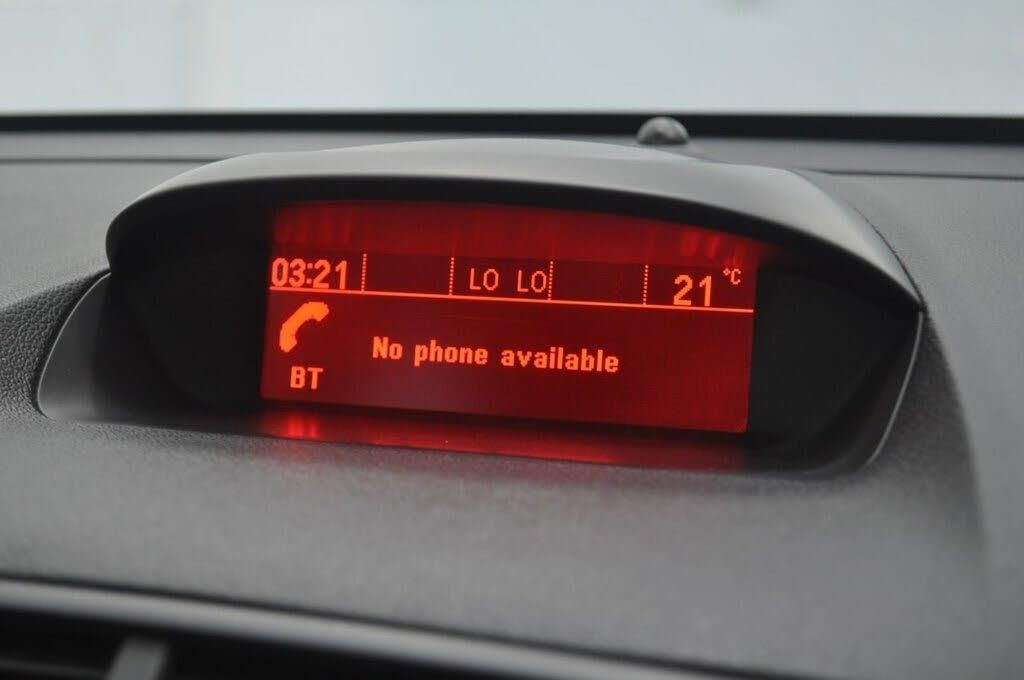 03:21 LO LO 21 °C
No phone available
BT